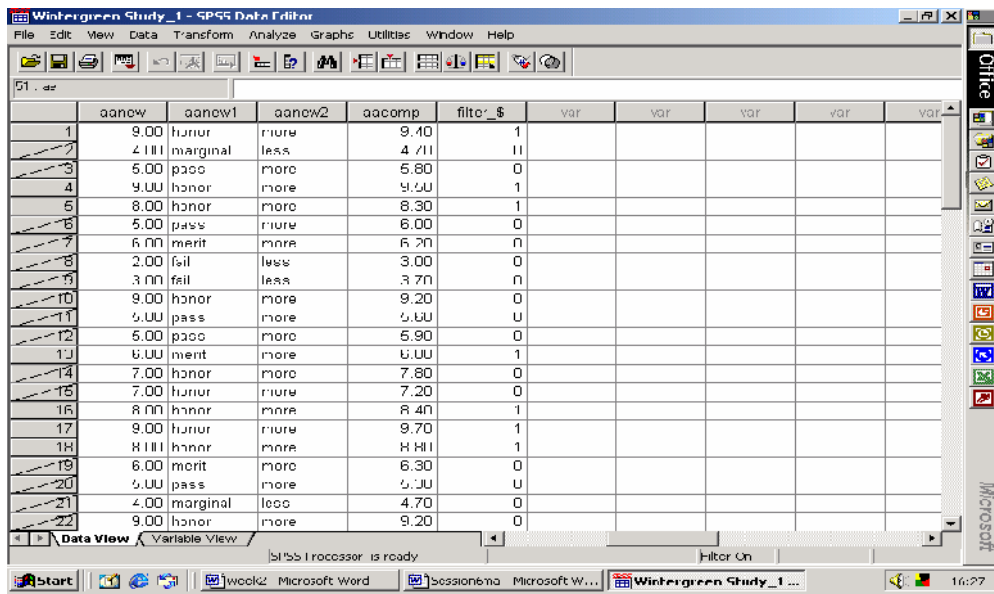 Wintergreen Study_1 - SPSS Data Editor
File Edit View Data Transform Analyze Graphs Utilities Window Help
Office
aanew aanew1 aanew2 aacomp filter_$ var var var var var
1 9.00 honor more 9.40 1
2 4.00 marginal less 4.70 0
3 5.00 pass more 5.80 0
4 9.00 honor more 1
5 8.00 honor more 8.30 1
6 5.00 pass more 6.00 0
7 6.00 merit more 6.20 0
8 2.00 fail less 3.00 0
9 3.00 fail less 3.70 0
10 9.00 honor more 9.20 0
11 5.00 pass more 5.60 0
12 5.00 pass more 5.90 0
13 6.00 merit more 6.00 1
14 7.00 honor more 7.80 0
15 7.00 honor more 7.20 0
16 8.00 honor more 8.40 1
17 9.00 honor more 9.70 1
18 8.00 honor more 8.80 1
19 6.00 merit more 6.30 0
20 5.00 pass more 0
21 4.00 marginal less 4.70 0
22 9.00 honor more 9.20 0
Data View Variable View
SPSS Processor is ready Filter On
Microsoft
Start week2 Microsoft Word Microsoft W... Wintergreen Study_1 ... 16:27